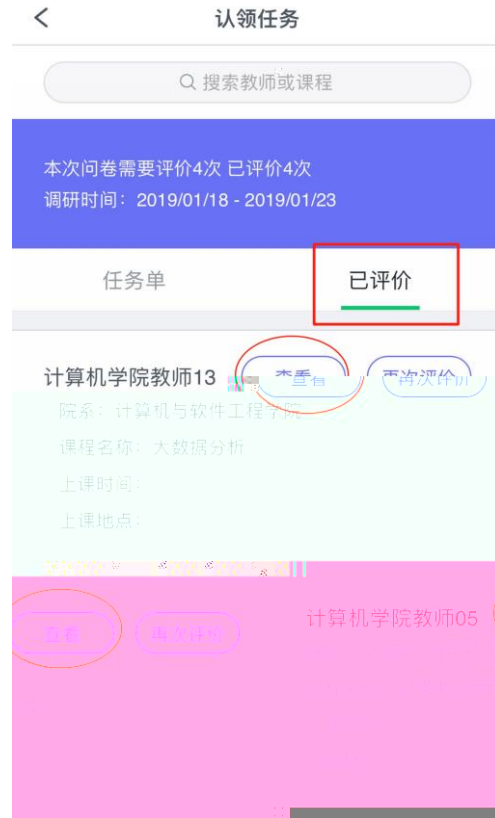 认领任务
搜索教师或课程
本次问卷需要评价4次 已评价4次
调研时间：2019/01/18 - 2019/01/23
任务单 已评价
计算机学院教师13 查看 再次评价
院系：计算机与软件工程学院
课程名称：大数据分析
上课时间：
上课地点：
查看 再次评价 计算机学院教师05